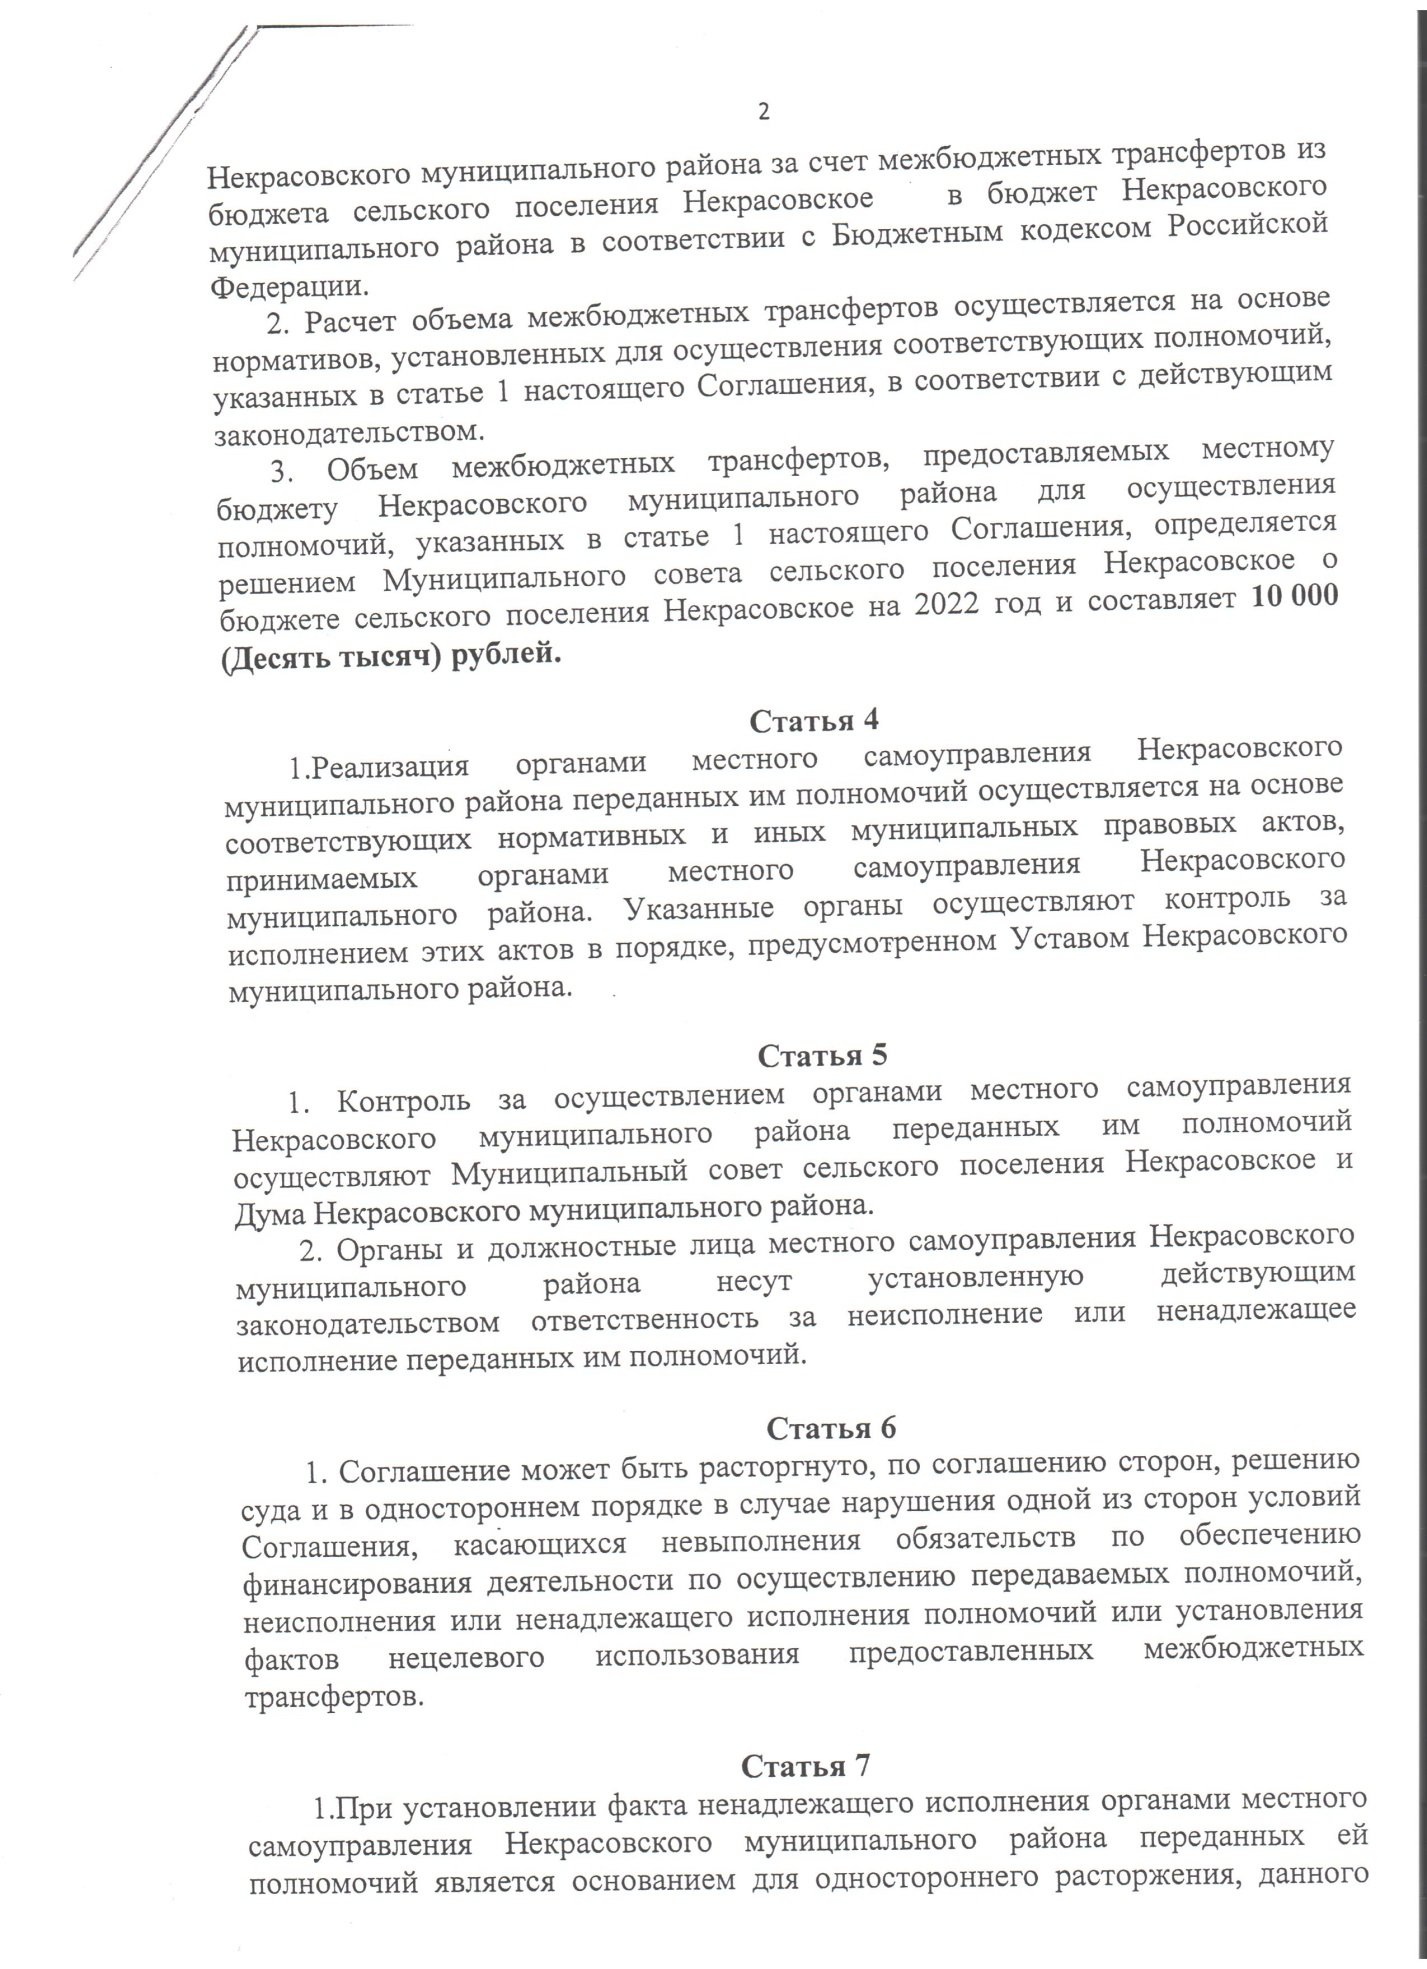 2
Некрасовского муниципального района за счет межбюджетных трансфертов из
бюджета сельского поселения Некрасовское в бюджет Некрасовского
муниципального района в соответствии с Бюджетным кодексом Российской
Федерации.
2. Расчет объема межбюджетных трансфертов осуществляется на основе
нормативов, установленных для осуществления соответствующих полномочий,
указанных в статье 1 настоящего Соглашения, в соответствии с действующим
законодательством.
3. Объем межбюджетных трансфертов, предоставляемых местному
бюджету Некрасовского муниципального района для осуществления
полномочий, указанных в статье 1 настоящего Соглашения, определяется
решением Муниципального совета сельского поселения Некрасовское о
бюджете сельского поселения Некрасовское на 2022 год и составляет 10 000
(Десять тысяч) рублей.
Статья 4
1.Реализация органами местного самоуправления Некрасовского
муниципального района переданных им полномочий осуществляется на основе
соответствующих нормативных и иных муниципальных правовых актов,
принимаемых органами местного самоуправления Некрасовского
муниципального района. Указанные органы осуществляют контроль за
исполнением этих актов в порядке, предусмотренном Уставом Некрасовского
муниципального района.
Статья 5
1. Контроль за осуществлением органами местного самоуправления
Некрасовского муниципального района переданных им полномочий
осуществляют Муниципальный совет сельского поселения Некрасовское и
Дума Некрасовского муниципального района.
2. Органы и должностные лица местного самоуправления Некрасовского
муниципального района несут установленную действующим
законодательством ответственность за неисполнение или ненадлежащее
исполнение переданных им полномочий.
Статья 6
1. Соглашение может быть расторгнуто, по соглашению сторон, решению
суда и в одностороннем порядке в случае нарушения одной из сторон условий
Соглашения, касающихся невыполнения обязательств по обеспечению
финансирования деятельности по осуществлению передаваемых полномочий,
неисполнения или ненадлежащего исполнения полномочий или установления
фактов нецелевого использования предоставленных межбюджетных
трансфертов.
Статья 7
1.При установлении факта ненадлежащего исполнения органами местного
самоуправления Некрасовского муниципального района переданных ей
полномочий является основанием для одностороннего расторжения, данного